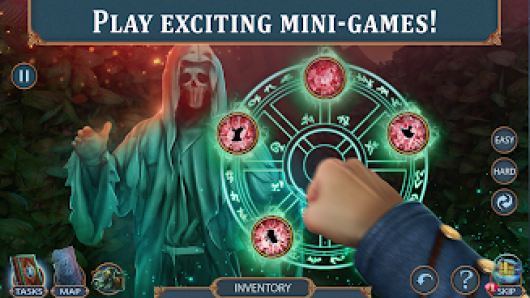 PLAY EXCITING MINI-GAMES!
EASY
HARD
TASKS
MAP
INVENTORY
?
SKIP